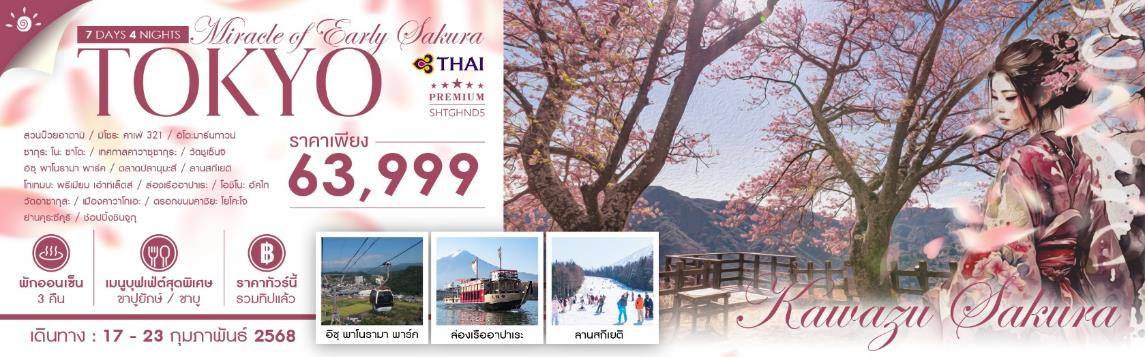 7 DAYS 4 NIGHTS
Miracle of Early Sakura
TOKYO
THAI
PREMIUM
SHTGHND5
สวนบ๊วยอาตามิ / มิโซระ คาเฟ่ 321 / อิโตะมารีนทาวน์
ซากุระ โนะ ซาโตะ / เทศกาลคาวาซุซากุระ / วัดชูเซ็นจิ
อิซุ พาโนรามา พาร์ค / ตลาดปลานุมะสึ / ลานสกีเยติ
โกเทมบะ พรีเมียม เอ้าท์เล็ตส์ / ล่องเรืออาปาเระ / โอชิโนะ ฮัคไก
วัดอาซากุสะ / เมืองคาวาโกเอะ / ตรอกขนมคาชิยะ โยโคะโจ
ย่านคุระซึคุริ / ช้อปปิ้งชินจูกุ
ราคาเพียง
63,999
พักออนเซ็น
3 คืน
เมนูบุฟเฟ่ต์สุดพิเศษ
ขาปูยักษ์ / ชาบู
ราคาทัวร์นี้
รวมทิปแล้ว
เดินทาง : 17 - 23 กุมภาพันธ์ 2568
อิซุ พาโนรามา พาร์ค
ล่องเรืออาปาเระ
ลานสกีเยติ
Kawazu Sakura